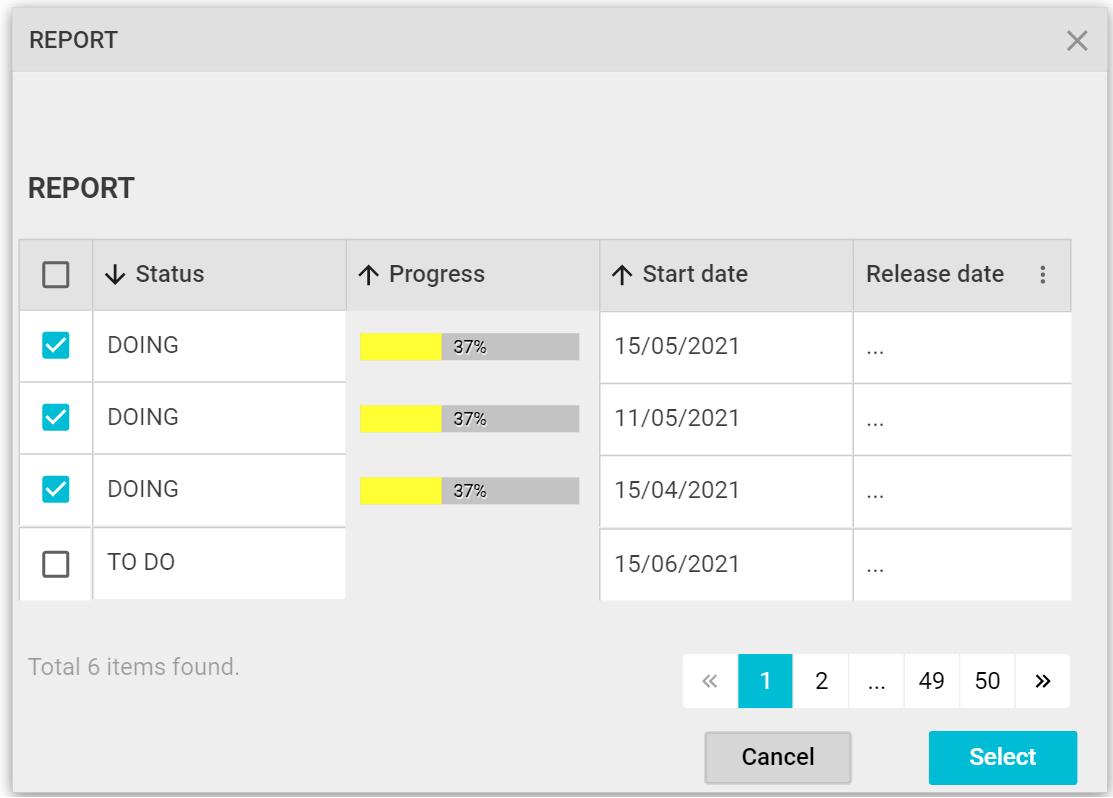 REPORT
REPORT
Status Progress Start date Release date
DOING 37% 15/05/2021 ...
DOING 37% 11/05/2021 ...
DOING 37% 15/04/2021 ...
TO DO 15/06/2021 ...
Total 6 items found.
« 1 2 ... 49 50 »
Cancel Select